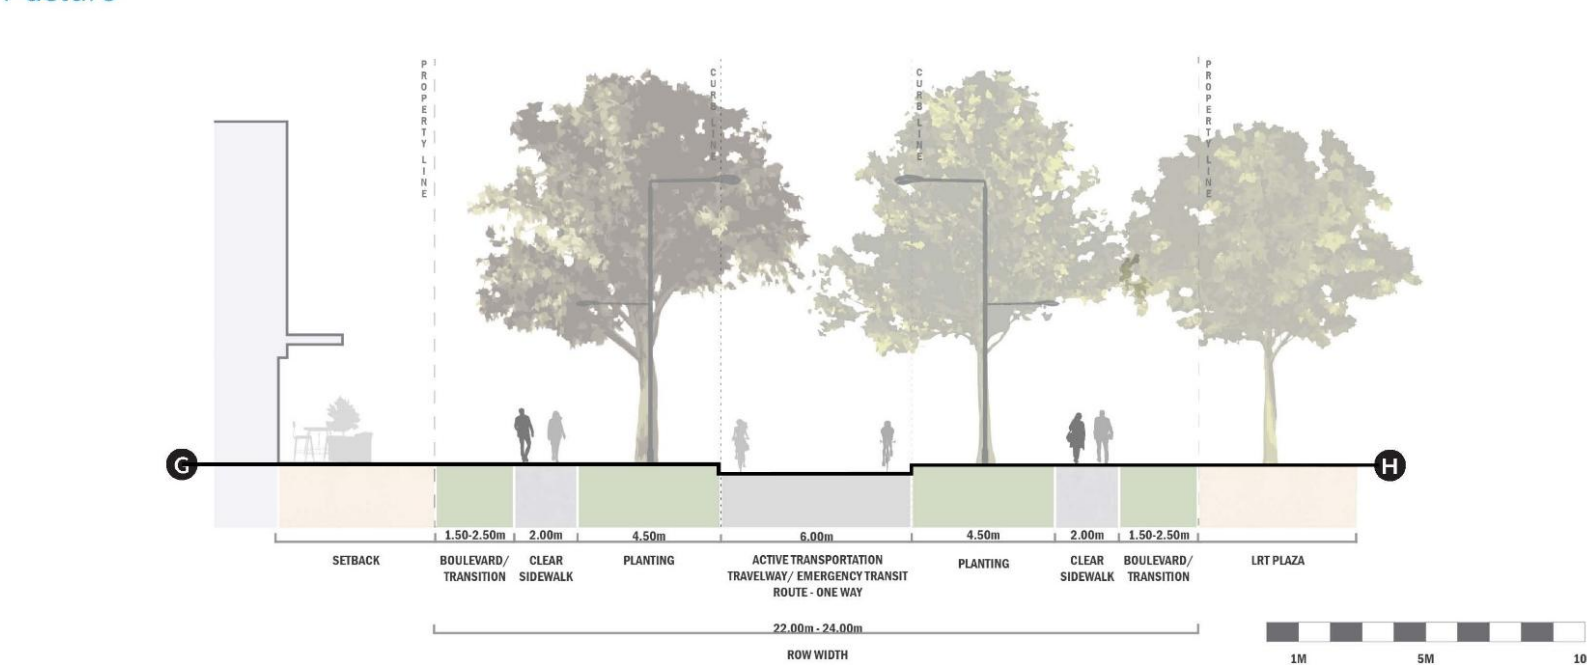 PROPERTY LINE
CURB LINE
CURB LINE
PROPERTY LINE
G
H
1.50-2.50m
2.00m
4.50m
6.00m
4.50m
2.00m
1.50-2.50m
SETBACK
BOULEVARD/
TRANSITION
CLEAR
SIDEWALK
PLANTING
ACTIVE TRANSPORTATION
TRAVELWAY/ EMERGENCY TRANSIT
ROUTE - ONE WAY
PLANTING
CLEAR
SIDEWALK
BOULEVARD/
TRANSITION
LRT PLAZA
22.00m - 24.00m
ROW WIDTH
1M
5M
10